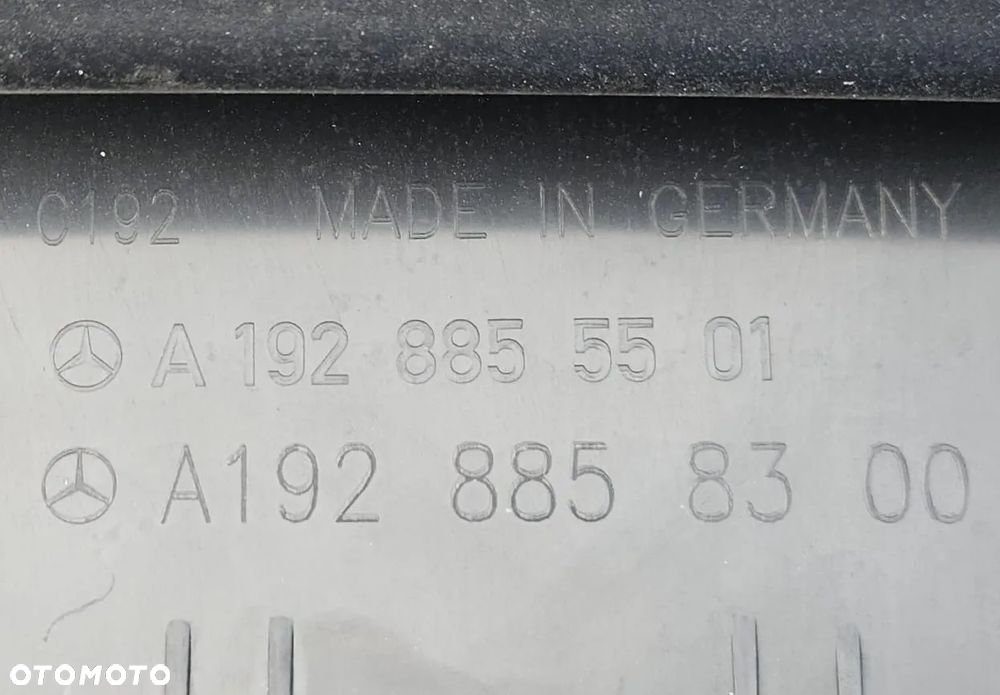 C192 MADE IN GERMANY
A 192 885 55 01
A192 885 83 00
OTOMOTO